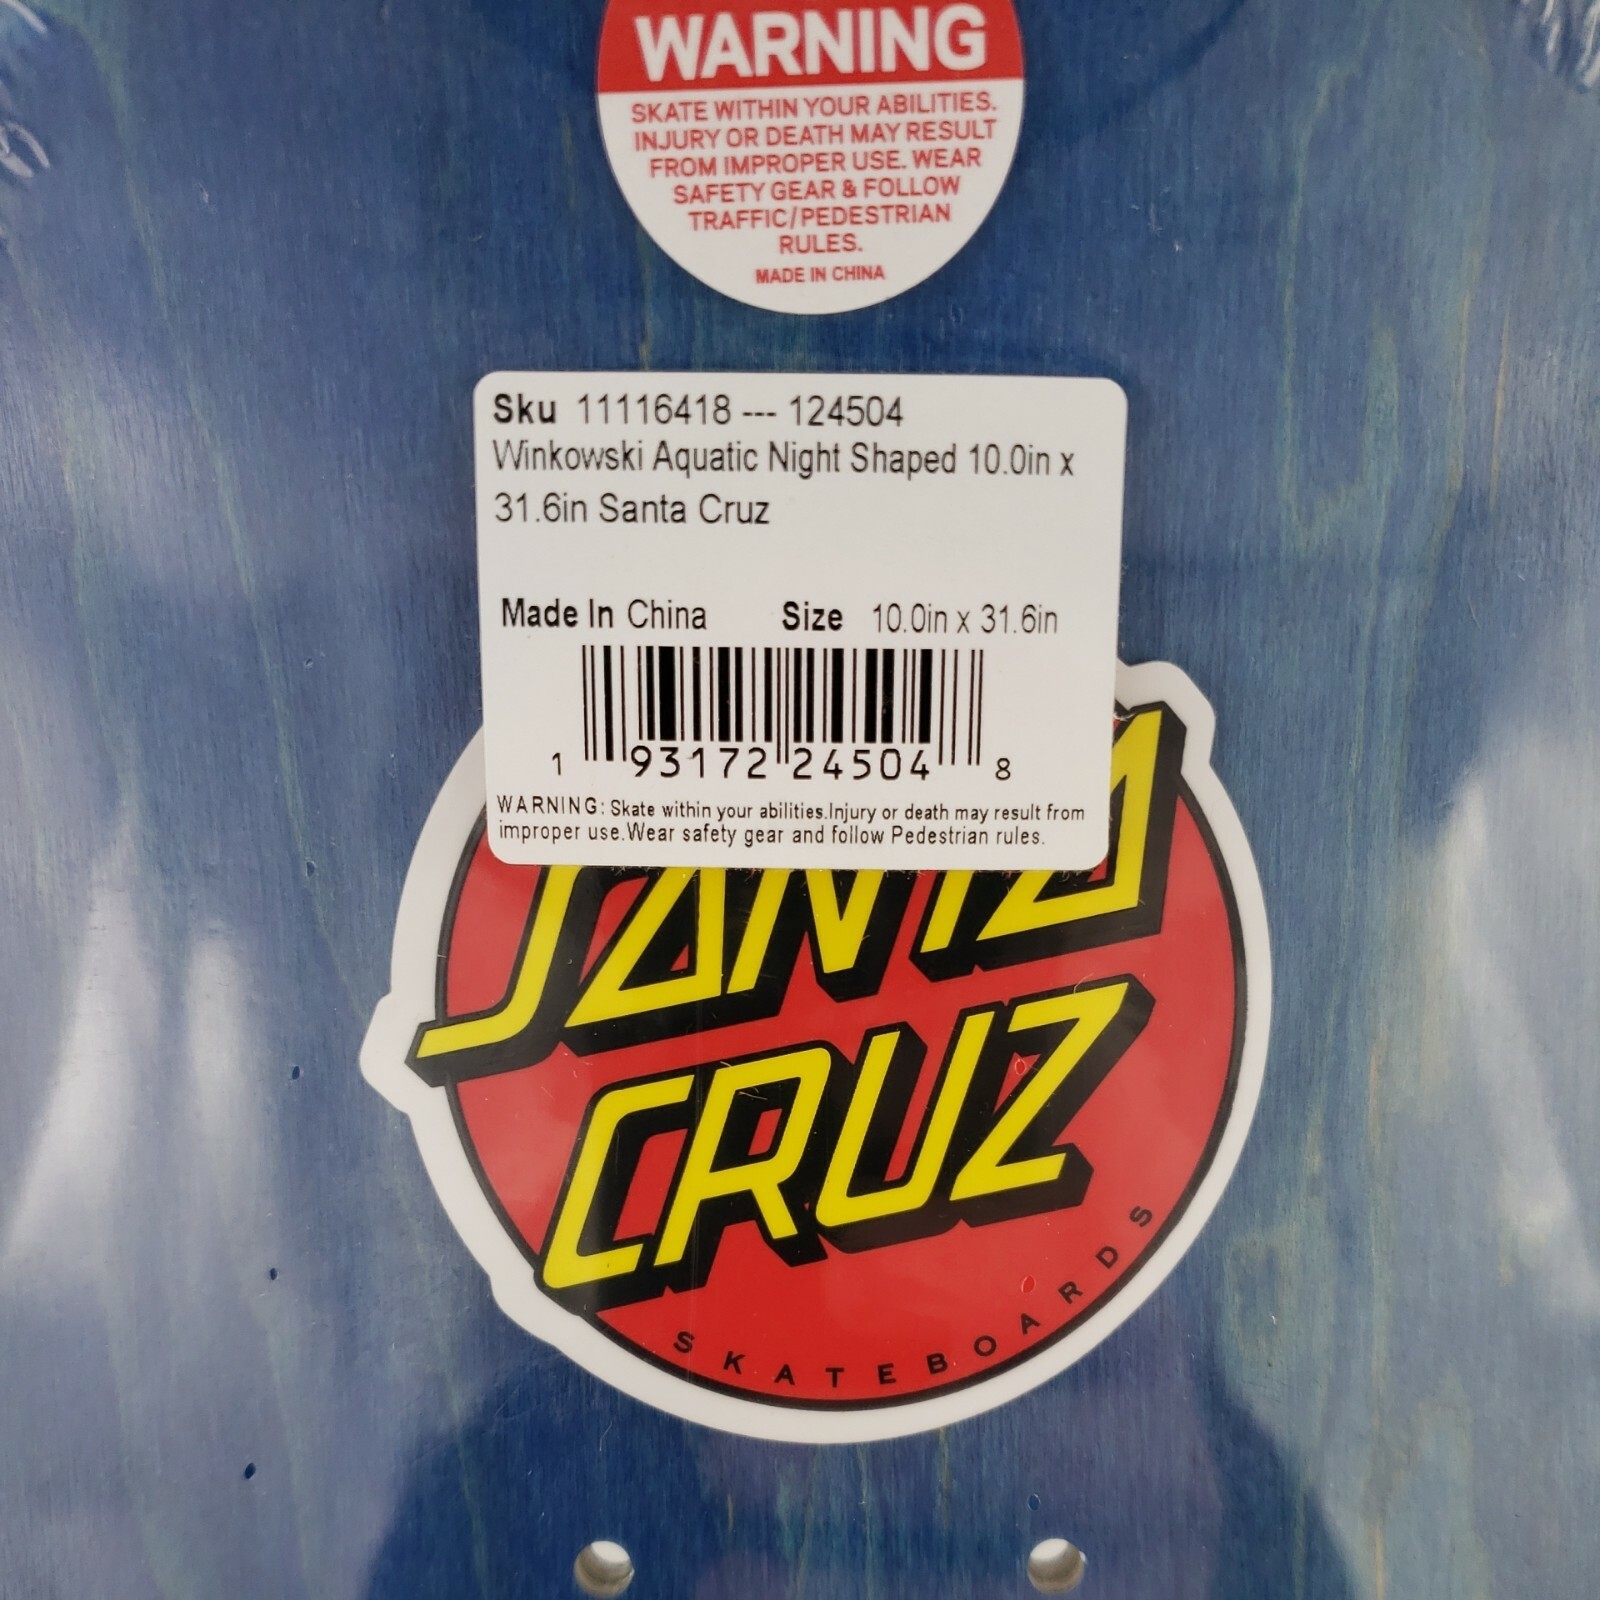 WARNING
SKATE WITHIN YOUR ABILITIES.
INJURY OR DEATH MAY RESULT
FROM IMPROPER USE. WEAR
SAFETY GEAR & FOLLOW
TRAFFIC/PEDESTRIAN
RULES.
MADE IN CHINA
Sku 11116418 --- 124504
Winkowski Aquatic Night Shaped 10.0in x
31.6in Santa Cruz
Made In China Size 10.0in x 31.6in
1 93172 24504 8
WARNING: Skate within your abilities.Injury or death may result from
improper use.Wear safety gear and follow Pedestrian rules.
SANTA
CRUZ
SKATEBOARDS